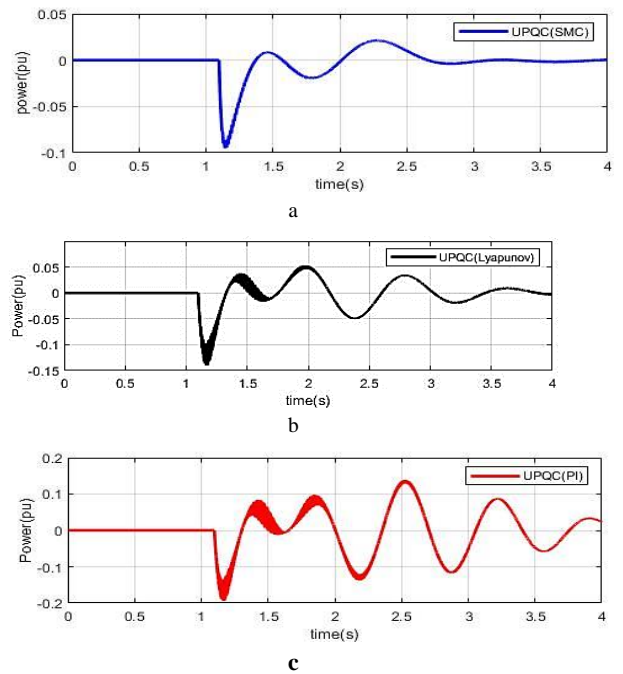 0.05
UPQC(SMC)
0
-0.05
-0.1
power(pu)
0 0.5 1 1.5 2 2.5 3 3.5 4
time(s)
a
0.05
UPQC(Lyapunov)
0
-0.05
-0.1
-0.15
Power(pu)
0 0.5 1 1.5 2 2.5 3 3.5 4
time(s)
b
0.2
UPQC(PI)
0.1
0
-0.1
-0.2
Power(pu)
0 0.5 1 1.5 2 2.5 3 3.5 4
time(s)
c